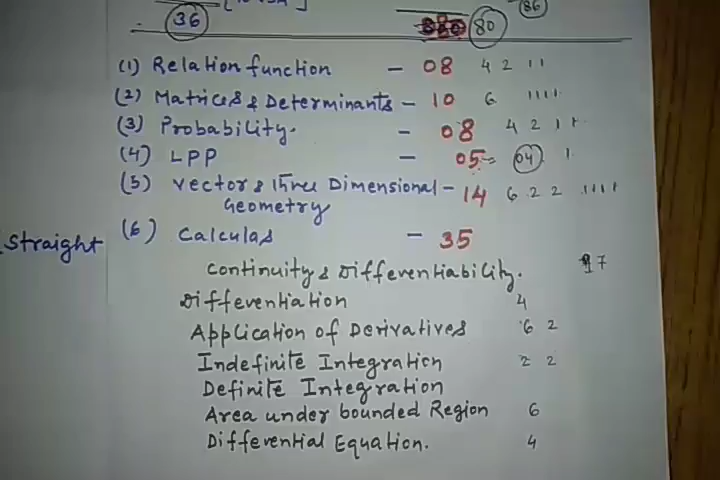 36
80
86
(1) Relation function – 08 4 2 1 1
(2) Matrices & Determinants – 10 6 1 1 1 1
(3) Probability. – 08 4 2 1 1
(4) LPP – 05 = 04 1
(5) Vector & Three Dimensional – 14 6 2 2 1 1 1 1
Geometry
Straight (6) Calculas – 35
Continuity & Differentiability. 17
Differentiation 4
Application of Derivatives 6 2
Indefinite Integration 2 2
Definite Integration
Area under bounded Region 6
Differential Equation. 4